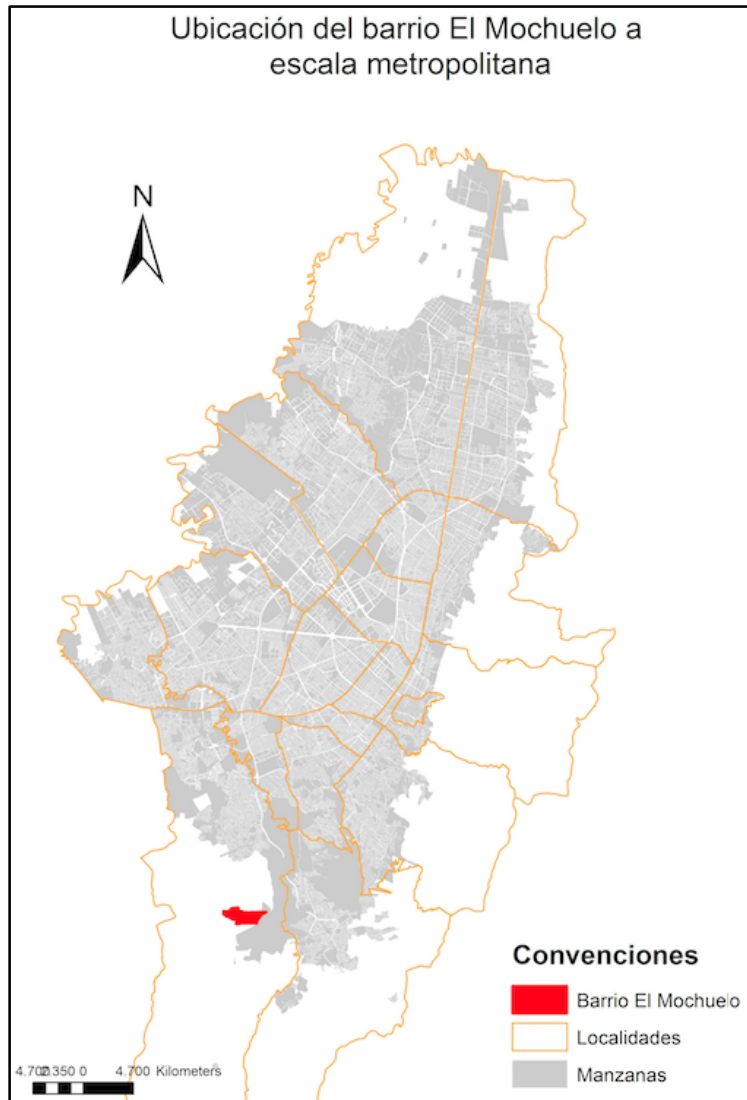 Ubicación del barrio El Mochuelo a
escala metropolitana
N
Convenciones
Barrio El Mochuelo
Localidades
Manzanas
4.700 Kilometers